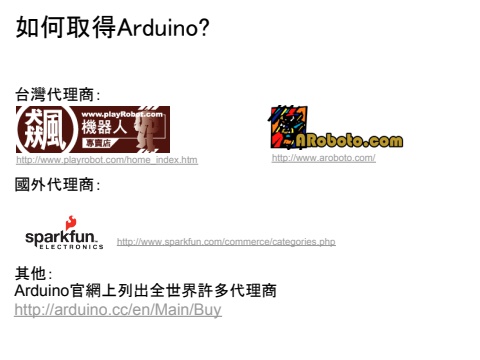 如何取得Arduino?
台灣代理商:
飆
www.playRobot.com
機器人
專賣店
ARoboto.com
http://www.playrobot.com/home_index.htm
http://www.aroboto.com/
國外代理商:
sparkfun.
ELECTRONICS
http://www.sparkfun.com/commerce/categories.php
其他:
Arduino官網上列出全世界許多代理商
http://arduino.cc/en/Main/Buy